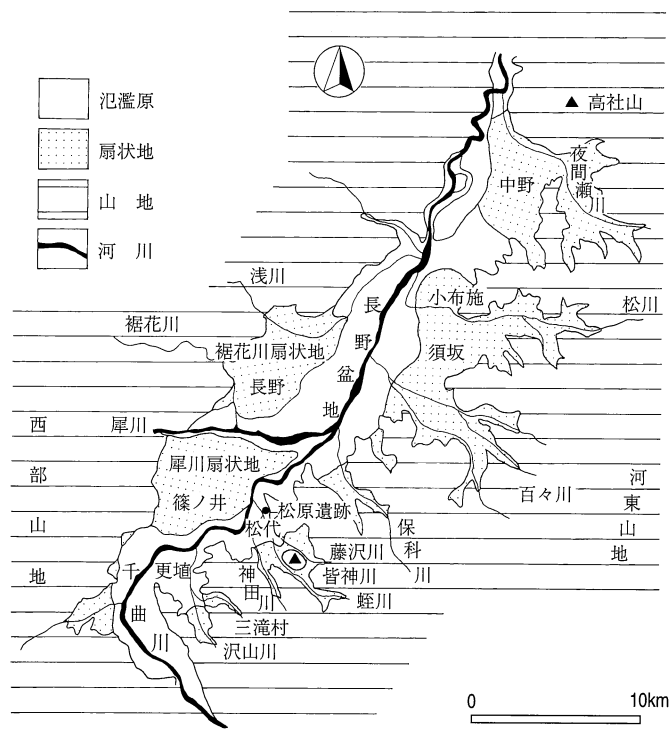 氾濫原
扇状地
山地
河川
高社山
夜間瀬川
中野
浅川
小布施
松川
裾花川
長野盆地
裾花川扇状地
須坂
長野
犀川
西部山地
犀川扇状地
篠ノ井
百々川
河東山地
松原遺跡
松代
保科川
藤沢川
皆神川
神田川
蛭川
千曲川
更埴
三滝村
沢山川
0
10km